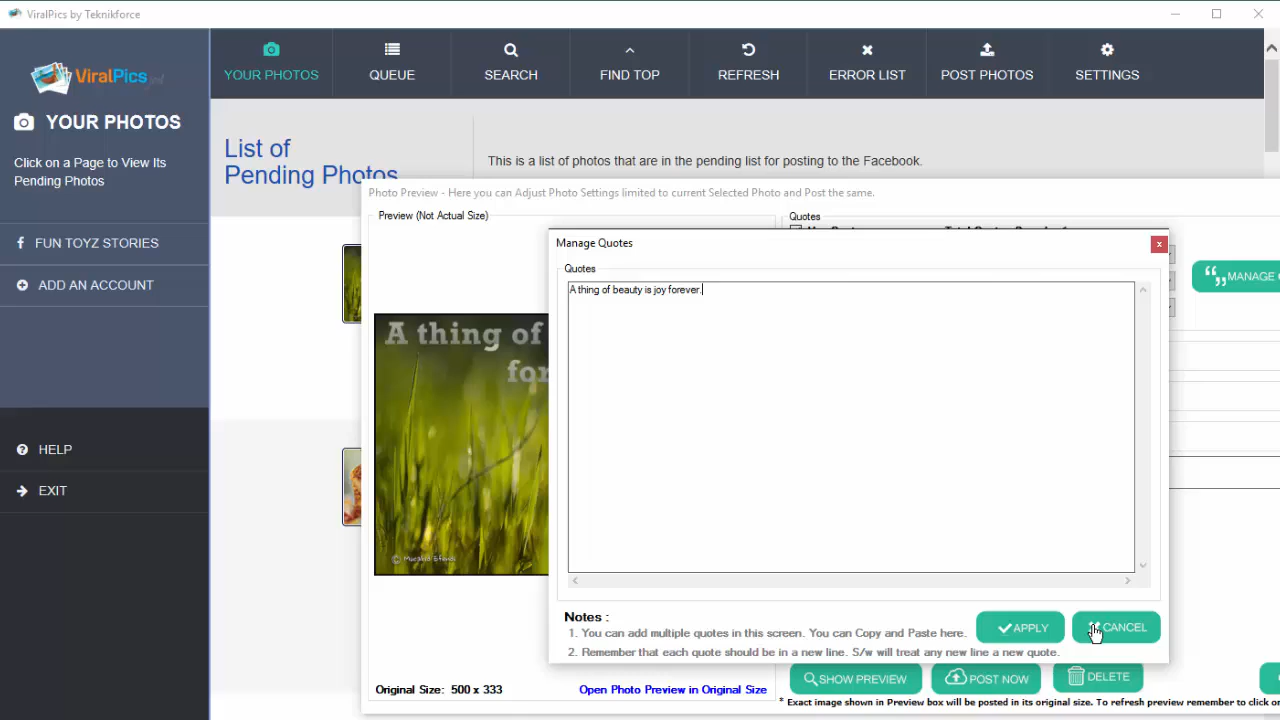 ViralPics by Teknikforce
ViralPics
YOUR PHOTOS
QUEUE
SEARCH
FIND TOP
REFRESH
ERROR LIST
POST PHOTOS
SETTINGS
YOUR PHOTOS
Click on a Page to View Its
Pending Photos
FUN TOYZ STORIES
ADD AN ACCOUNT
HELP
EXIT
List of
Pending Photos
This is a list of photos that are in the pending list for posting to the Facebook.
Photo Preview - Here you can Adjust Photo Settings limited to current Selected Photo and Post the same.
Preview (Not Actual Size)
Quotes
MANAGE
A thing of
for
Manage Quotes
x
Quotes
A thing of beauty is joy forever.
Notes :
1. You can add multiple quotes in this screen. You can Copy and Paste here.
2. Remember that each quote should be in a new line. S/w will treat any new line a new quote.
APPLY
CANCEL
Original Size: 500 x 333
Open Photo Preview in Original Size
SHOW PREVIEW
POST NOW
DELETE
* Exact image shown in Preview box will be posted in its original size. To refresh preview remember to click on